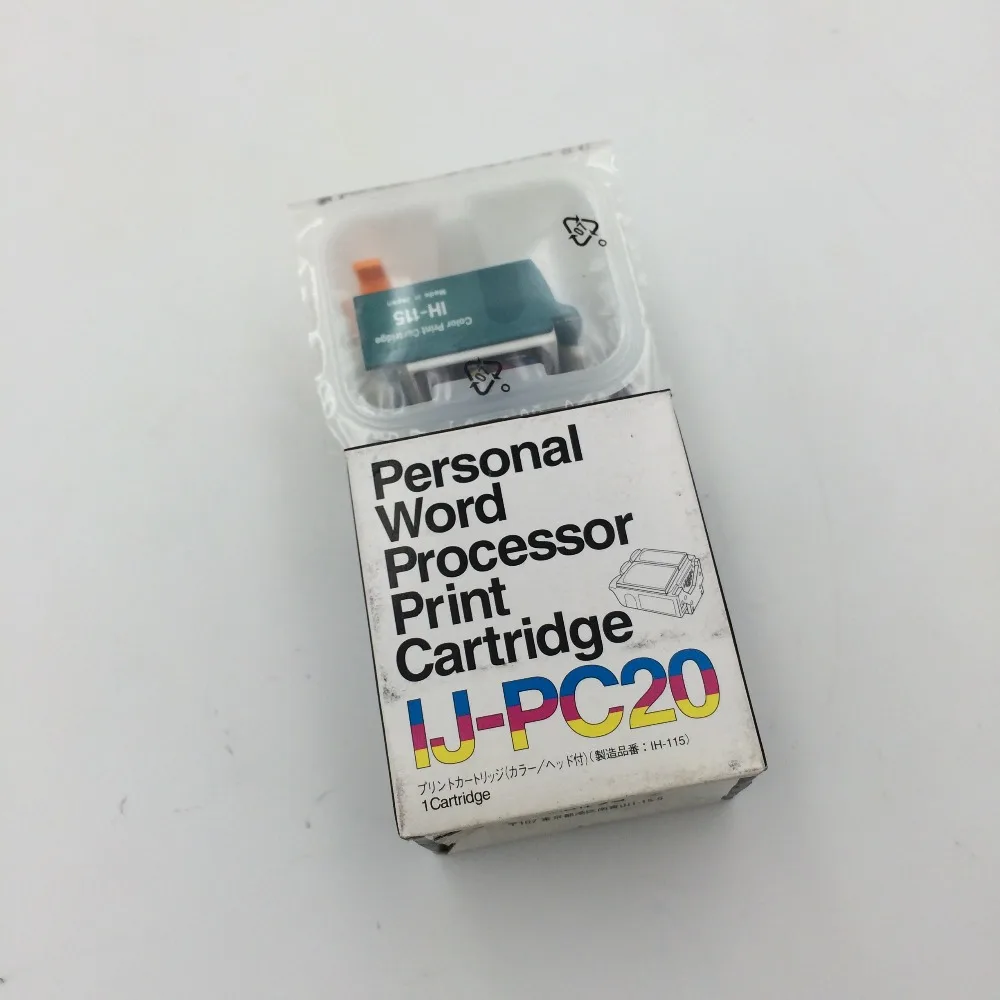 07
IH-115
Made in Japan
Color Print Cartridge
07
Personal
Word
Processor
Print
Cartridge
IJ-PC20
プリントカートリッジ(カラー/ヘッド付)(製造品番:IH-115)
1Cartridge